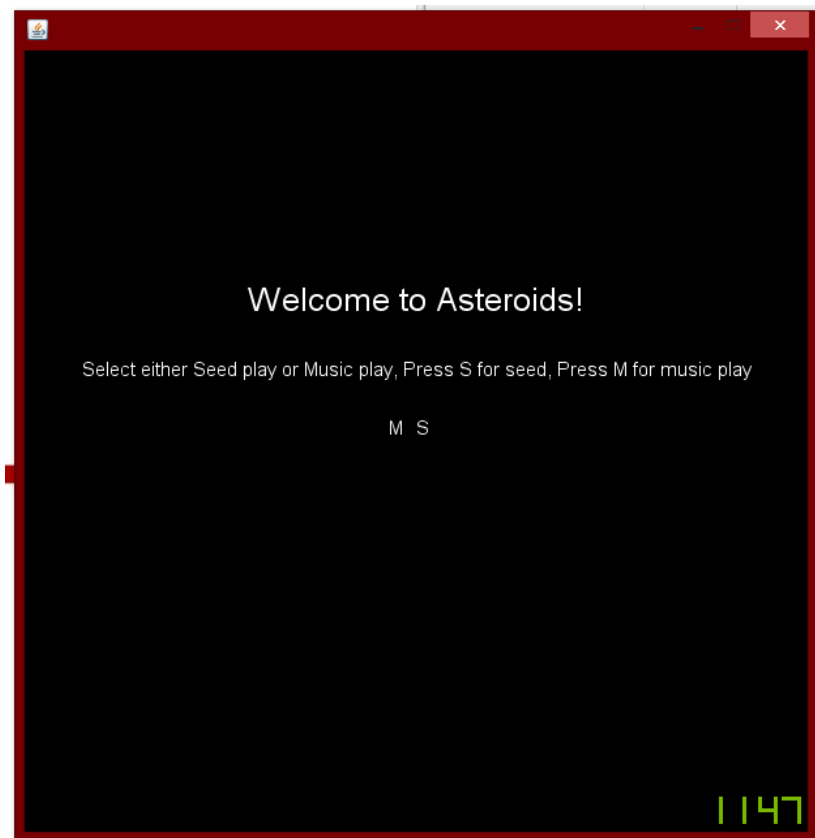 Welcome to Asteroids!
Select either Seed play or Music play, Press S for seed, Press M for music play
M S
1147